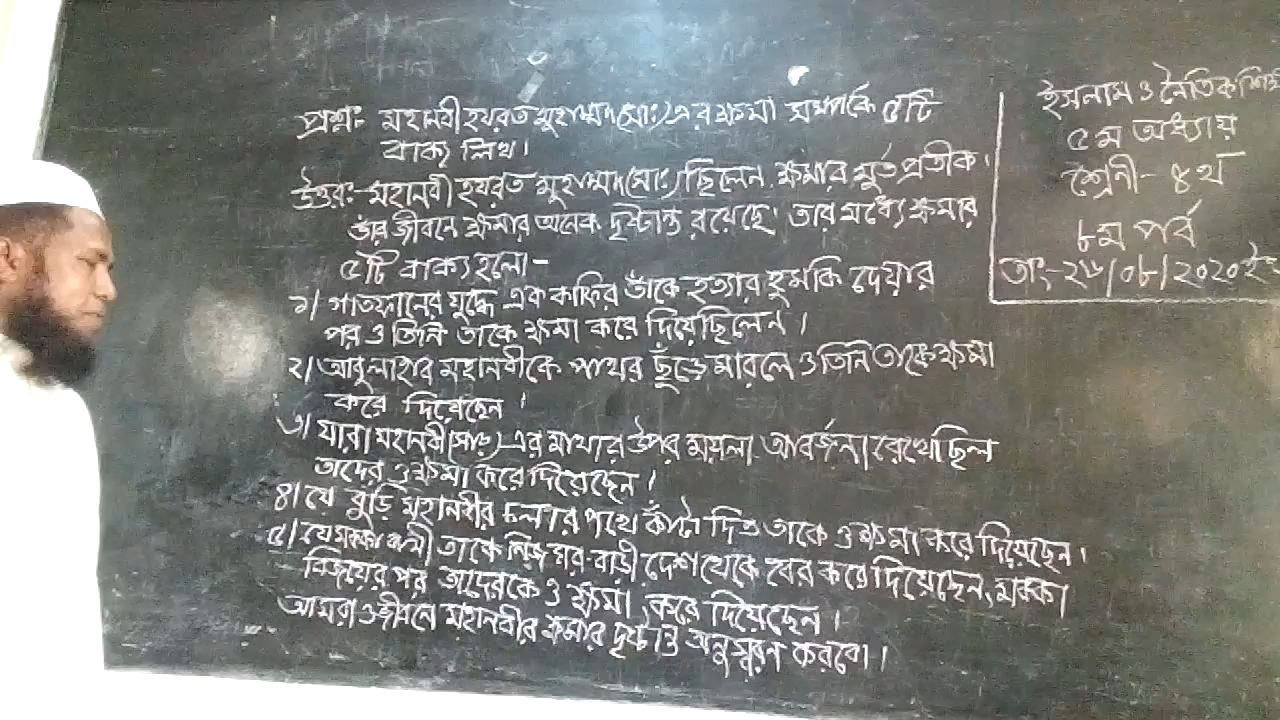 প্রশ্নঃ মহানবী হযরত মুহাম্মদ(সাঃ)এর ক্ষমা সম্পর্কে ৫টি
বাক্য লিখ।
উত্তরঃ- মহানবী হযরত মুহাম্মদ(সাঃ) ছিলেন ক্ষমার মুর্ত প্রতীক।
তাঁর জীবনে ক্ষমার অনেক দৃষ্টান্ত রয়েছে। তার মধ্যে ক্ষমার
৫টি বাক্য হলো-
১। গাতফানের যুদ্ধে এক কাফির তাঁকে হত্যার হুমকি দেয়ার
পর ও তিনি তাকে ক্ষমা করে দিয়েছিলেন।
২। আবুলাহাব মহানবীকে পাথর ছুঁড়ে মারলে ও তিনি তাকে ক্ষমা
করে দিয়েছেন।
৩। যারা মহানবী(সাঃ)এর মাথার উপর ময়লা আবর্জনা রেখেছিল
তাদের ও ক্ষমা করে দিয়েছেন।
৪। যে বুড়ি মহানবীর চলার পথে কাঁটা দিত তাকে ও ক্ষমা করে দিয়েছেন।
৫। যে মক্কা বাসী তাকে নিজ ঘর-বাড়ী দেশ থেকে বের করে দিয়েছেন, মক্কা
বিজয়ের পর তাদেরকে ও ক্ষমা করে দিয়েছেন।
আমরা ও জীবনে মহানবীর ক্ষমার দৃষ্টান্ত অনুস্বরন করবো।
ইসলাম ও নৈতিক শিক্ষা
৫ম অধ্যায়
শ্রেনী- ৪র্থ
৮ম পর্ব
তাং-২৬/০৮/২০২০ইং